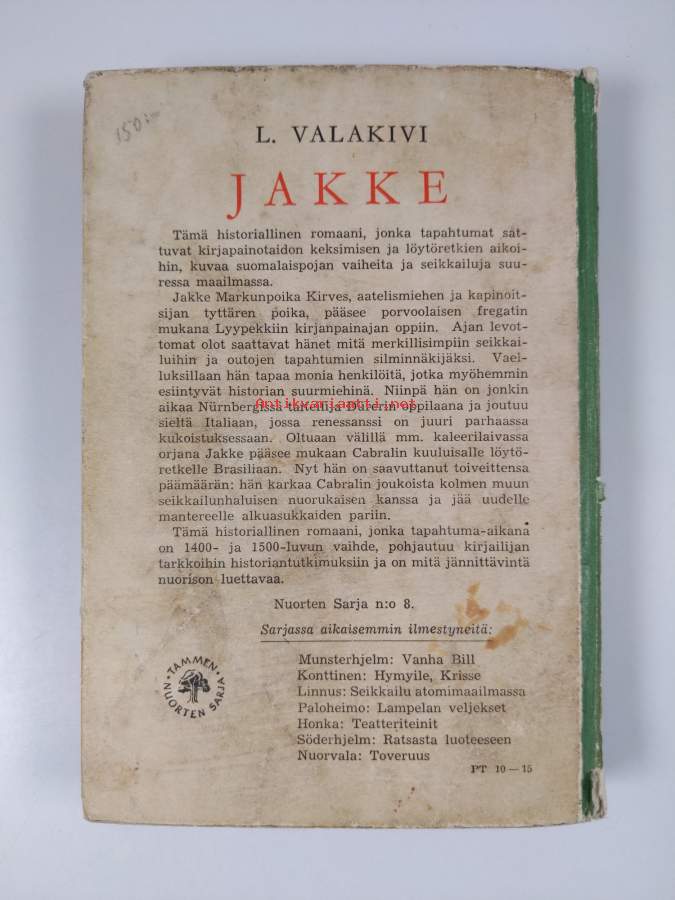 150:-
L. VALAKIVI
JAKKE
Tämä historiallinen romaani, jonka tapahtumat sat-
tuvat kirjapainotaidon keksimisen ja löytöretkien aikoi-
hin, kuvaa suomalaispojan vaiheita ja seikkailuja suu-
ressa maailmassa.
Jakke Markunpoika Kirves, aatelismiehen ja kapinoit-
sijan tyttären poika, pääsee porvoolaisen fregatin
mukana Lyypekkiin kirjanpainajan oppiin. Ajan levot-
tomat olot saattavat hänet mitä merkillisimpiin seikkai-
luihin ja outojen tapahtumien silminnäkijäksi. Vael-
luksillaan hän tapaa monia henkilöitä, jotka myöhemmin
esiintyvät historian suurmiehinä. Niinpä hän on jonkin
Antikvariaatti.net
aikaa Nürnbergissä taiteilija Dürerin oppilaana ja joutuu
sieltä Italiaan, jossa renessanssi on juuri parhaassa
kukoistuksessaan. Oltuaan välillä mm. kaleerilaivassa
orjana Jakke pääsee mukaan Cabralin kuuluisalle löytö-
retkelle Brasiliaan. Nyt hän on saavuttanut toiveittensa
päämäärän: hän karkaa Cabralin joukoista kolmen muun
seikkailunhaluisen nuorukaisen kanssa ja jää uudelle
mantereelle alkuasukkaiden pariin.
Tämä historiallinen romaani, jonka tapahtuma-aikana
on 1400- ja 1500-luvun vaihde, pohjautuu kirjailijan
tarkkoihin historiantutkimuksiin ja on mitä jännittävintä
nuorison luettavaa.
Nuorten Sarja n:o 8.
Sarjassa aikaisemmin ilmestyneitä:
Munsterhjelm: Vanha Bill
Konttinen: Hymyile, Krisse
Linnus: Seikkailu atomimaailmassa
Paloheimo: Lampelan veljekset
Honka: Teatteriteinit
Söderhjelm: Ratsasta luoteeseen
Nuorvala: Toveruus
PT 10 — 15
TAMMEN
NUORTEN SARJA